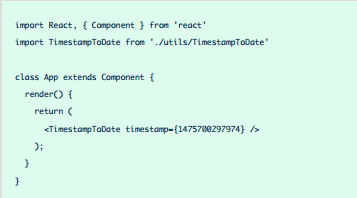 import React, { Component } from 'react'
import TimestampToDate from './utils/TimestampToDate'
class App extends Component {
render() {
return (
<TimestampToDate timestamp={1475700297974} />
);
}
}